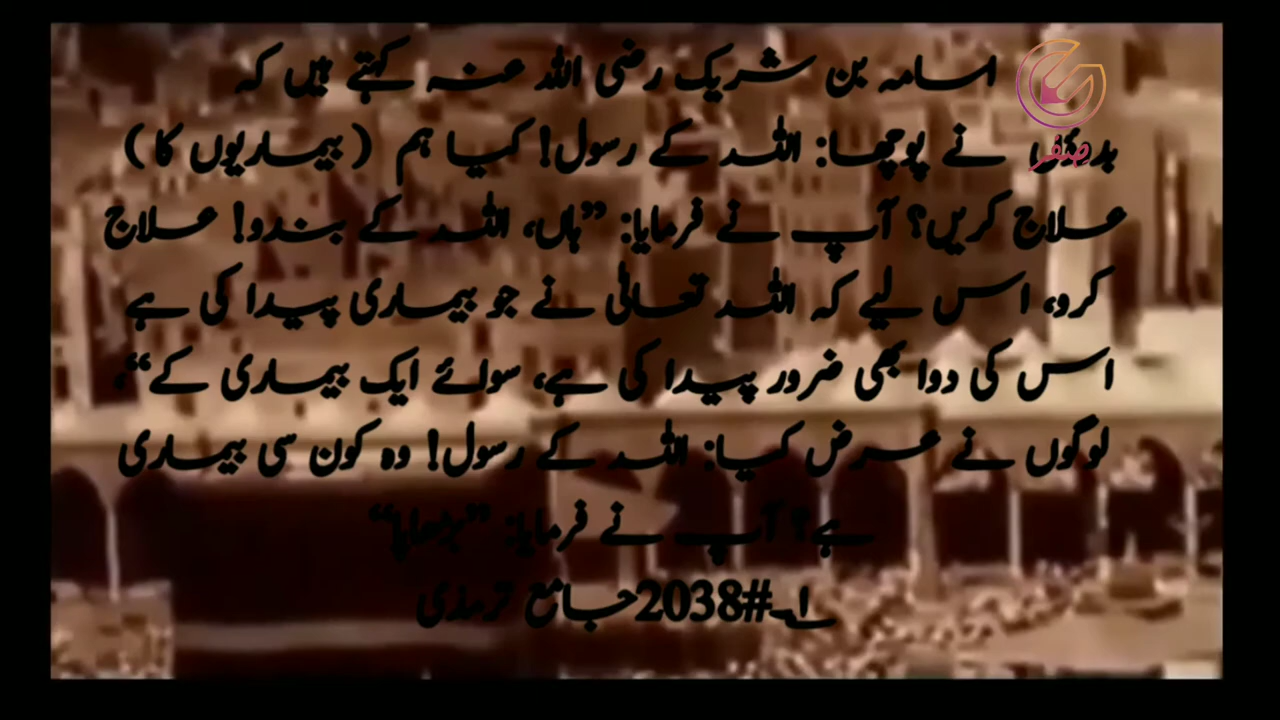 اسامہ بن شریک رضی اللہ عنہ کہتے ہیں کہ
صفر
بدوؤں نے پوچھا: اللہ کے رسول! کیا ہم (بیماریوں کا)
علاج کریں؟ آپ نے فرمایا: ”ہاں، اللہ کے بندو! علاج
کرو، اس لیے کہ اللہ تعالیٰ نے جو بیماری پیدا کی ہے
اس کی دوا بھی ضرور پیدا کی ہے، سوائے ایک بیماری کے“،
لوگوں نے عرض کیا: اللہ کے رسول! وہ کون سی بیماری
ہے؟ آپ نے فرمایا: ”بڑھاپا“
جامع ترمذی2038#